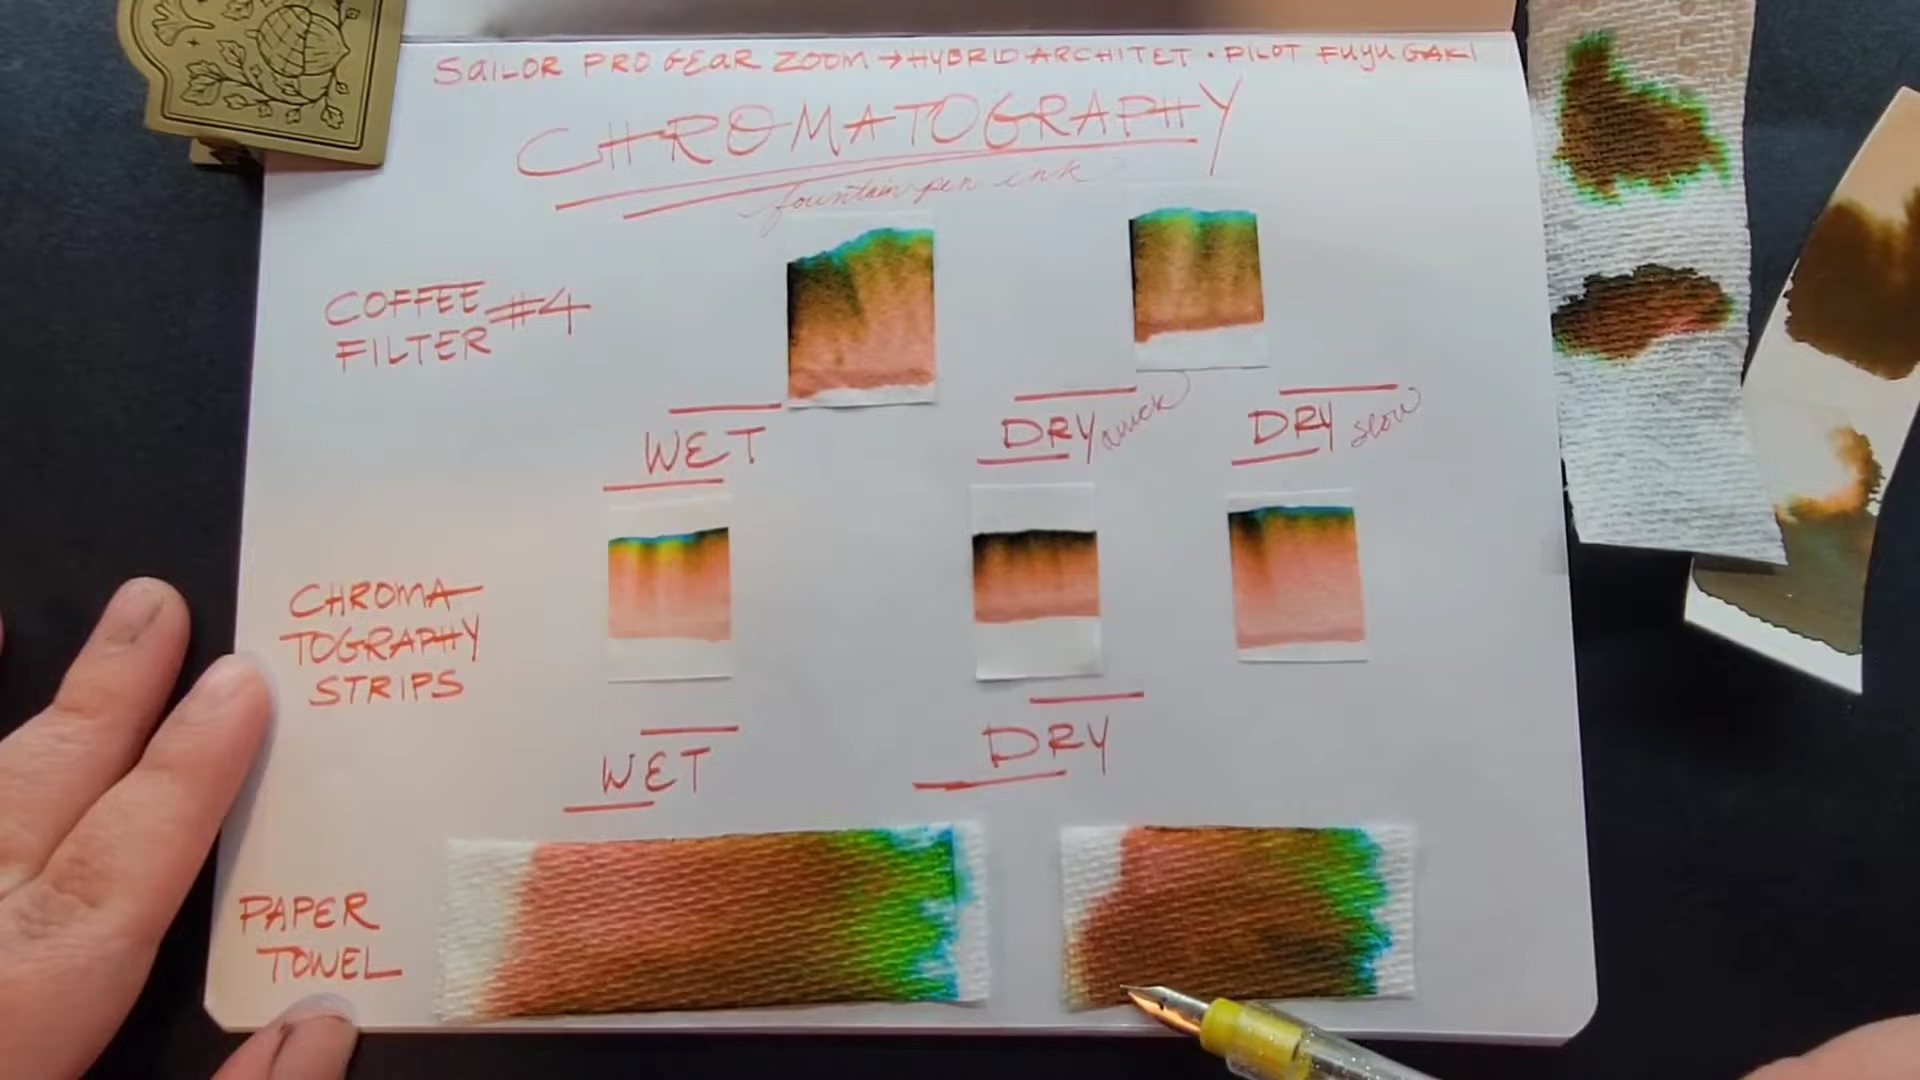 SAILOR PRO GEAR ZOOM → HYBRID ARCHITET · PILOT FUYU GAKI
CHROMATOGRAPHY
fountain pen ink
COFFEE
FILTER #4
WET
DRY quick
DRY slow
CHROMA
TOGRAPHY
STRIPS
WET
DRY
PAPER
TOWEL